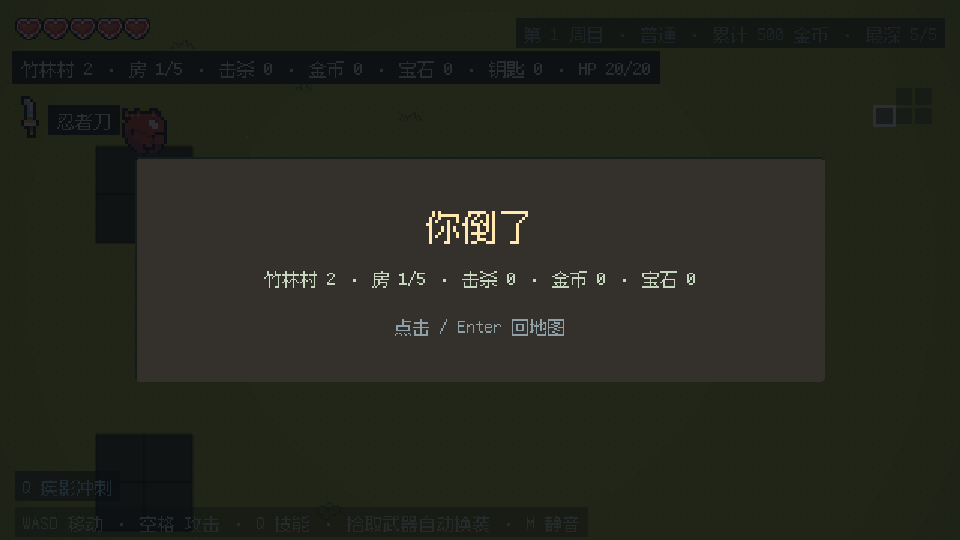 第 1 周目 · 普通 · 累计 500 金币 · 最深 5/5
竹林村 2 · 房 1/5 · 击杀 0 · 金币 0 · 宝石 0 · 钥匙 0 · HP 20/20
忍者刀
你倒了
竹林村 2 · 房 1/5 · 击杀 0 · 金币 0 · 宝石 0
点击 / Enter 回地图
Q 疾影冲刺
WASD 移动 · 空格 攻击 · Q 技能 · 拾取武器自动换装 · M 静音